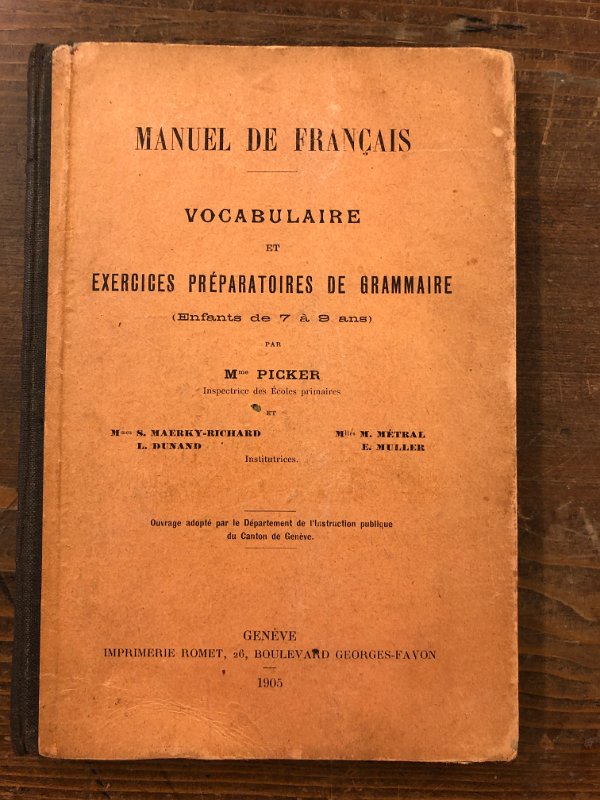 MANUEL DE FRANÇAIS
VOCABULAIRE
ET
EXERCICES PRÉPARATOIRES DE GRAMMAIRE
(Enfants de 7 à 9 ans)
PAR
Mme PICKER
Inspectrice des Écoles primaires
ET
Mmes S. MAERKY-RICHARD
L. DUNAND
Mlles M. MÉTRAL
E. MULLER
Institutrices.
Ouvrage adopté par le Département de l'Instruction publique
du Canton de Genève.
GENÈVE
IMPRIMERIE ROMET, 26, BOULEVARD GEORGES-FAVON
1905